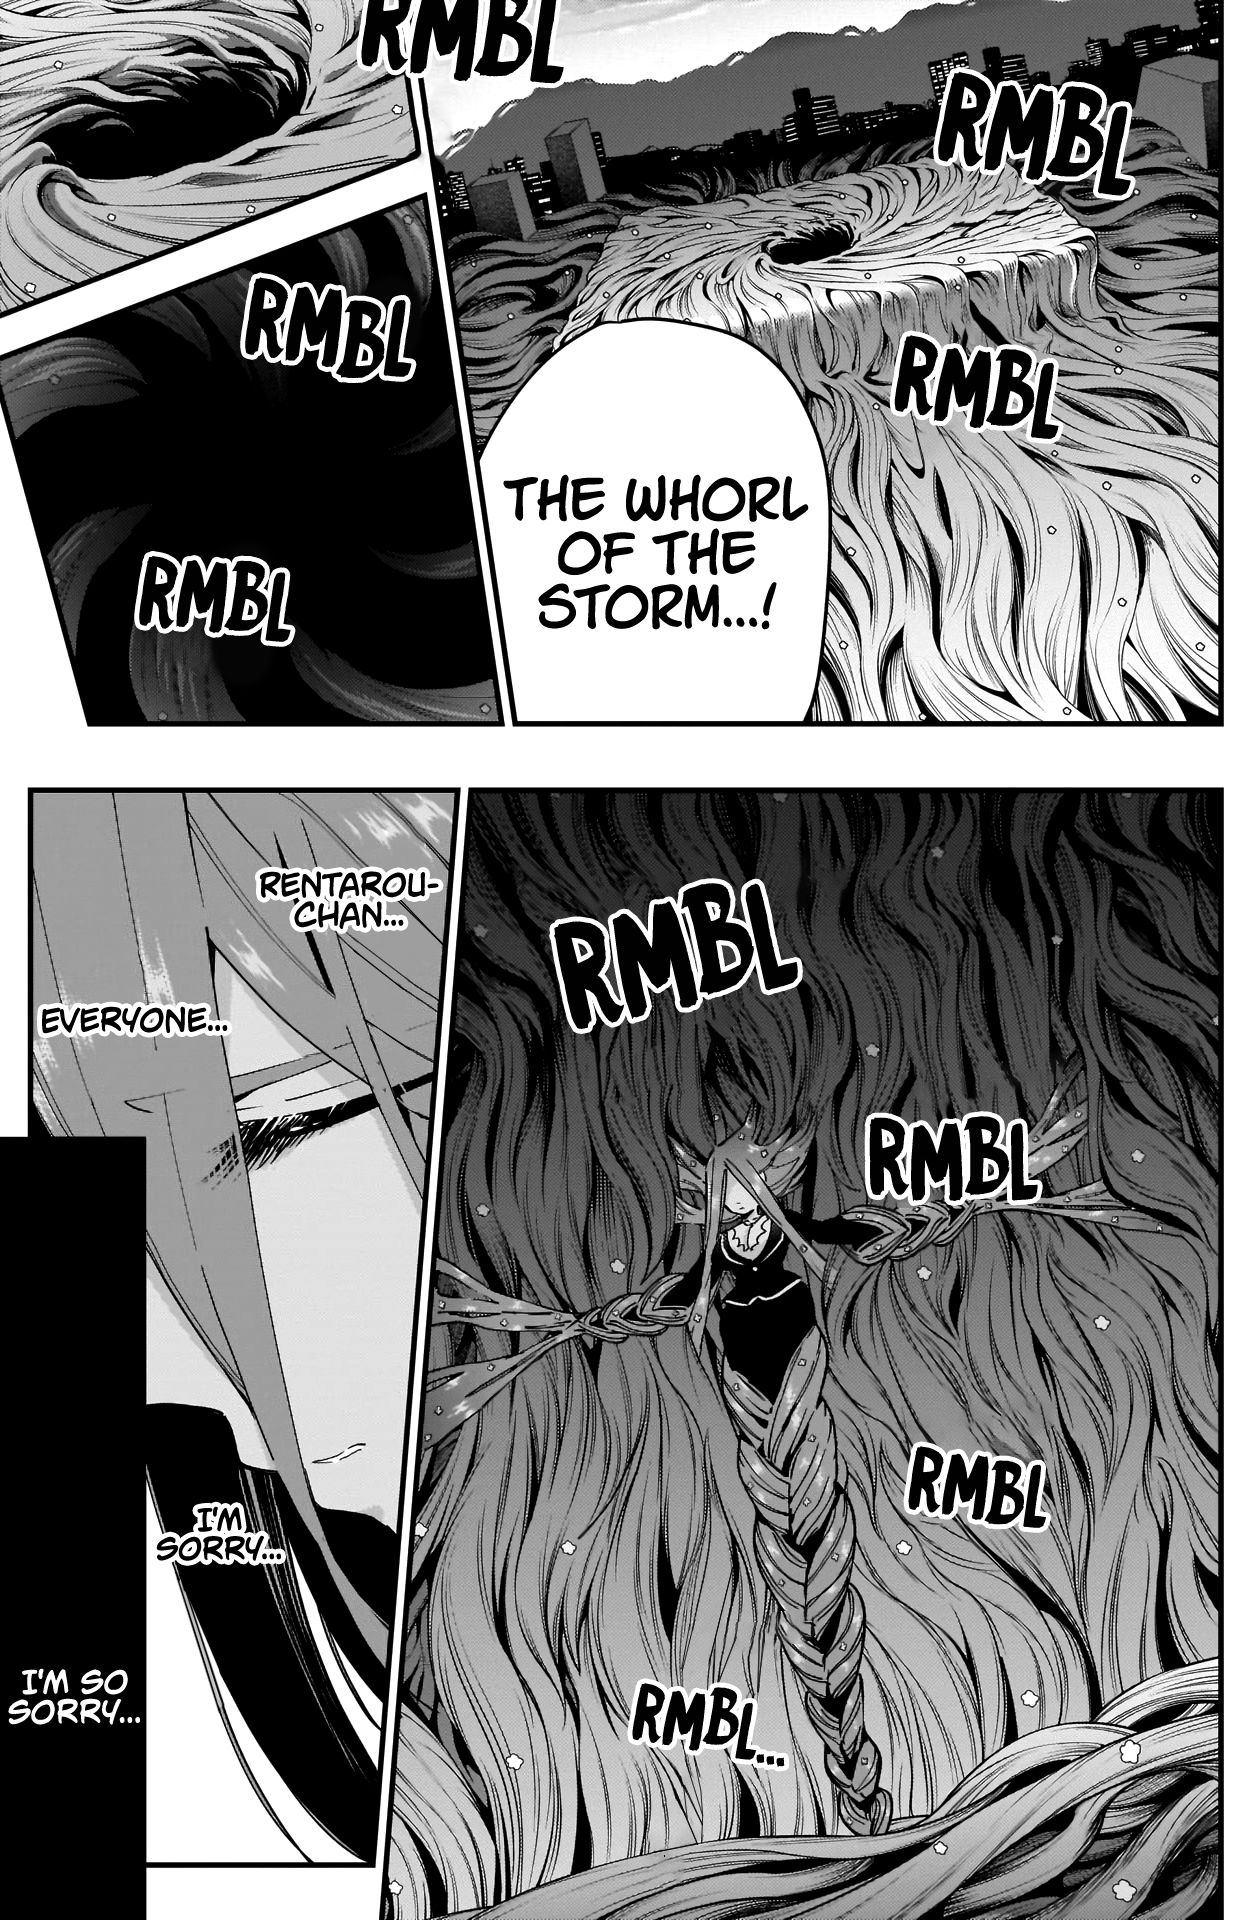 RMBL
RMBL
RMBL
THE WHORL
OF THE
STORM...!
RMBL
RMBL
RMBL
RMBL
RMBL
RMBL...
RENTAROU-
CHAN...
EVERYONE...
I'M
SORRY...
I'M SO
SORRY...